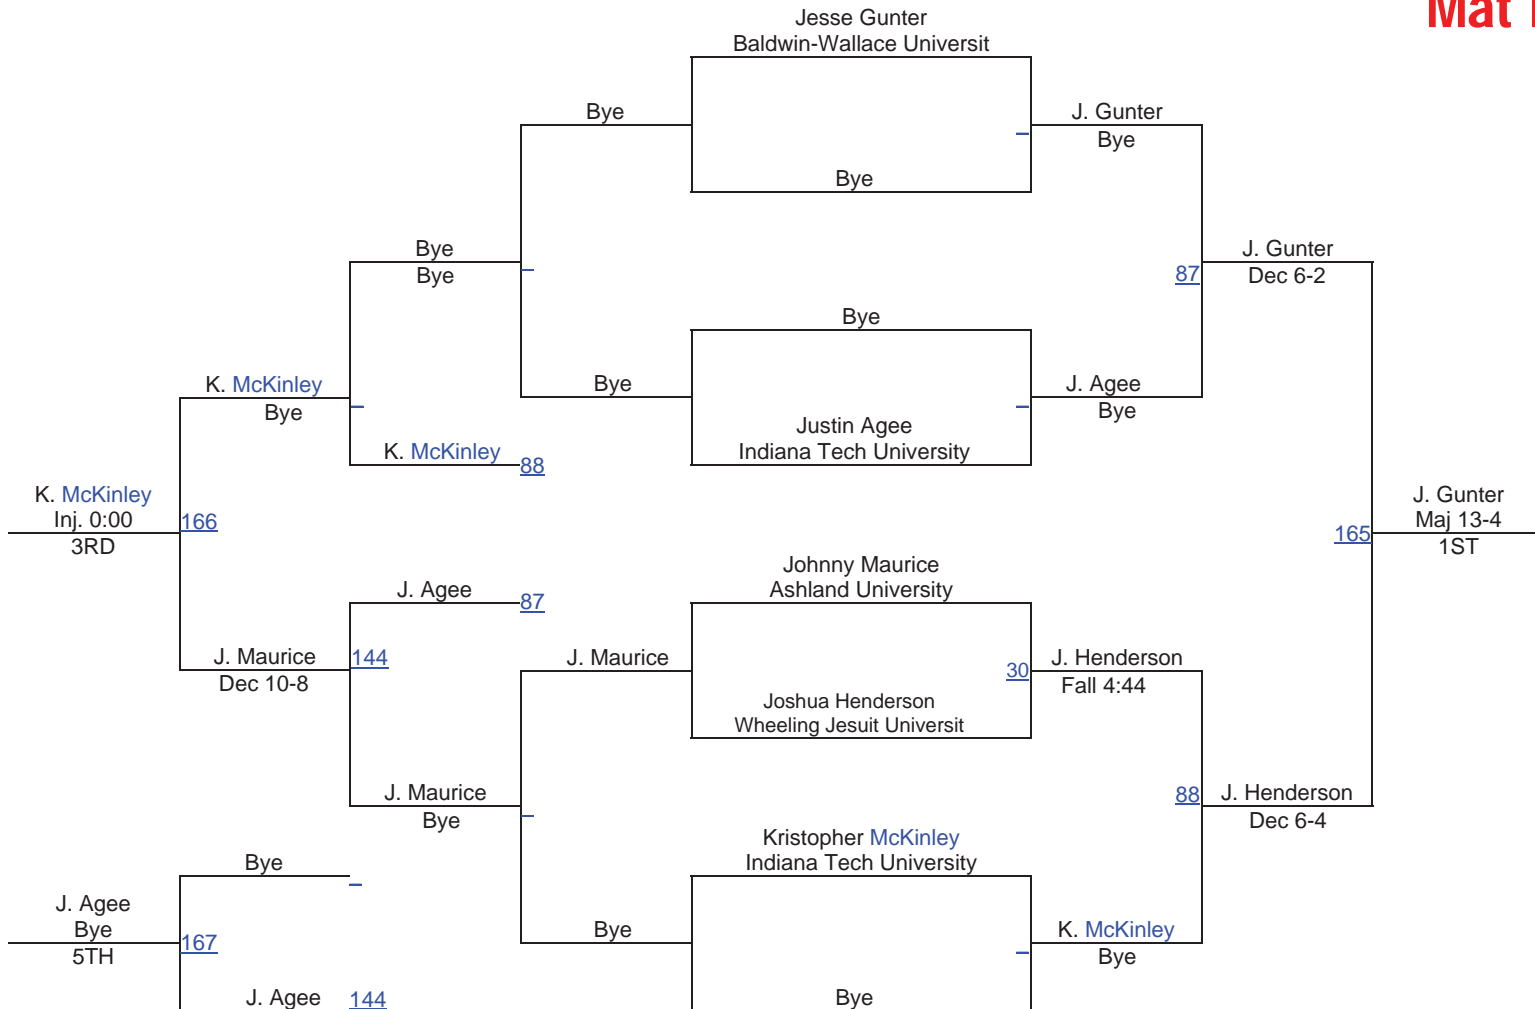 Mat
Jesse Gunter
Baldwin-Wallace Universit
Bye
J. Gunter
Bye
Bye
Bye
Bye
J. Gunter
87
Dec 6-2
Bye
K. McKinley
Bye
Bye
J. Agee
Bye
Justin Agee
Indiana Tech University
K. McKinley
88
K. McKinley
Inj. 0:00
3RD
166
J. Gunter
Maj 13-4
1ST
165
Johnny Maurice
Ashland University
J. Agee
87
J. Maurice
Dec 10-8
144
J. Maurice
30
J. Henderson
Fall 4:44
Joshua Henderson
Wheeling Jesuit Universit
J. Maurice
Bye
88
J. Henderson
Dec 6-4
Kristopher McKinley
Indiana Tech University
Bye
J. Agee
Bye
5TH
167
Bye
K. McKinley
Bye
J. Agee
144
Bye